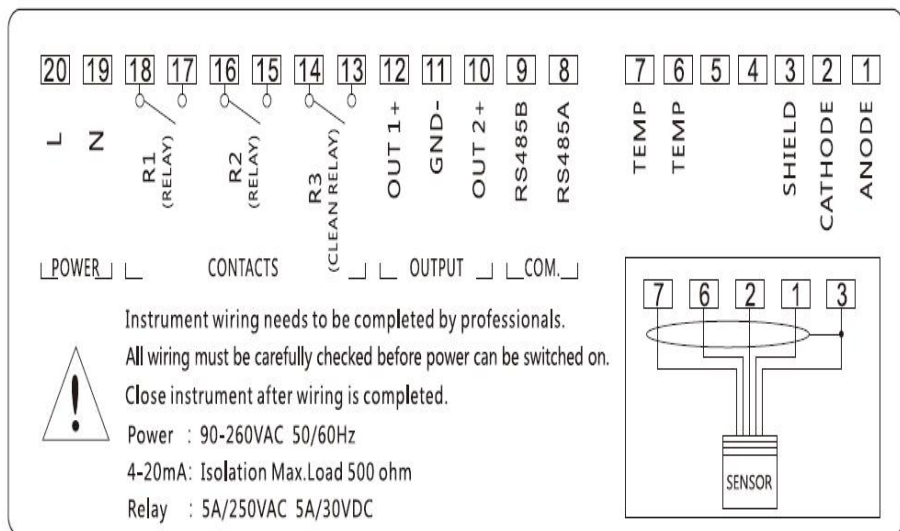 20 19 18 17 16 15 14 13 12 11 10 9 8 7 6 5 4 3 2 1
L
N
R1
(RELAY)
R2
(RELAY)
R3
(CLEAN RELAY)
OUT1+
GND-
OUT2+
RS485B
RS485A
TEMP
TEMP
SHIELD
CATHODE
ANODE
POWER CONTACTS OUTPUT COM.
Instrument wiring needs to be completed by professionals.
All wiring must be carefully checked before power can be switched on.
Close instrument after wiring is completed.
Power : 90-260VAC 50/60Hz
4-20mA: Isolation Max.Load 500 ohm
Relay : 5A/250VAC 5A/30VDC
7 6 2 1 3
SENSOR